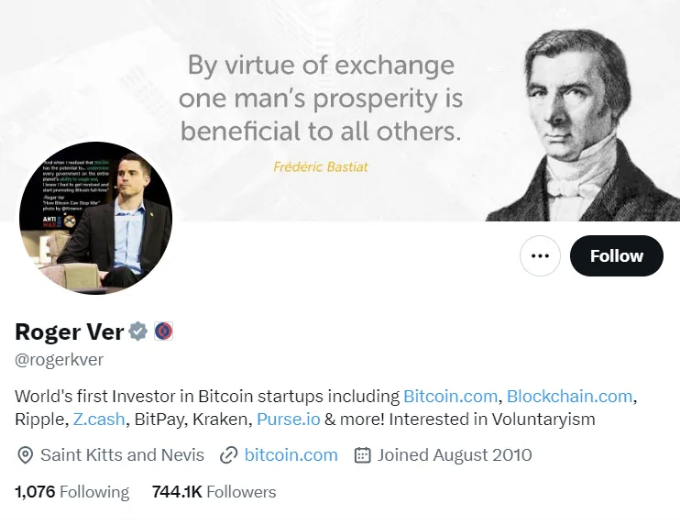 By virtue of exchange
one man's prosperity is
beneficial to all others.
Frédéric Bastiat
Follow
Roger Ver
@rogerkver
World's first Investor in Bitcoin startups including Bitcoin.com, Blockchain.com,
Ripple, Z.cash, BitPay, Kraken, Purse.io & more! Interested in Voluntaryism
Saint Kitts and Nevis bitcoin.com Joined August 2010
1,076 Following 744.1K Followers